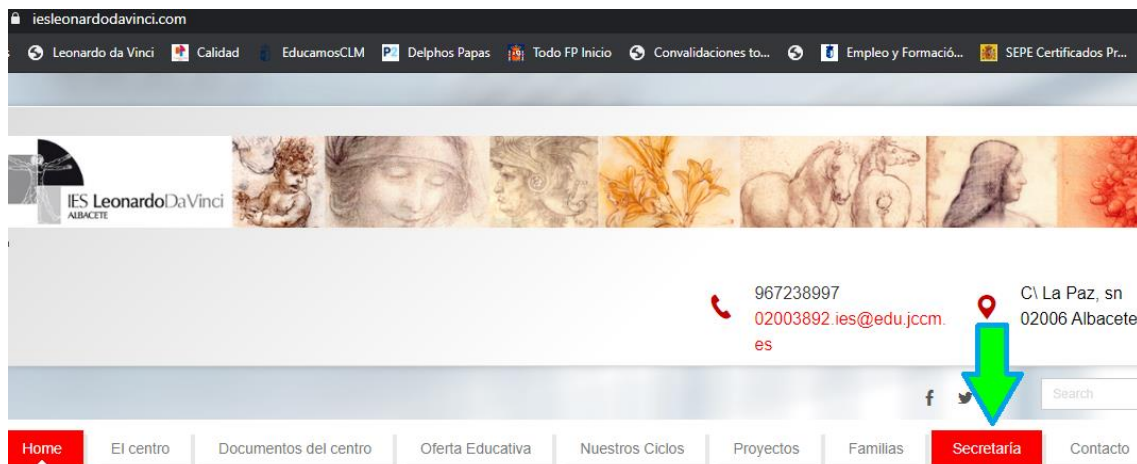 iesleonardodavinci.com
Leonardo da Vinci Calidad EducamosCLM Delphos Papas Todo FP Inicio Convalidaciones to... Empleo y Formació... SEPE Certificados Pr...
IES LeonardoDaVinci
ALBACETE
967238997
02003892.ies@edu.jccm.
es
C\ La Paz, sn
02006 Albacete
Search
Home El centro Documentos del centro Oferta Educativa Nuestros Ciclos Proyectos Familias Secretaría Contacto